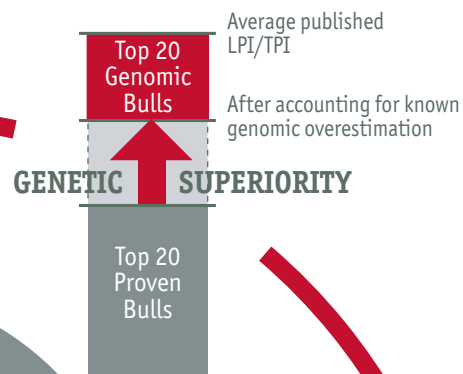 Average published
LPI/TPI
Top 20
Genomic
Bulls
After accounting for known
genomic overestimation
GENETIC SUPERIORITY
Top 20
Proven
Bulls